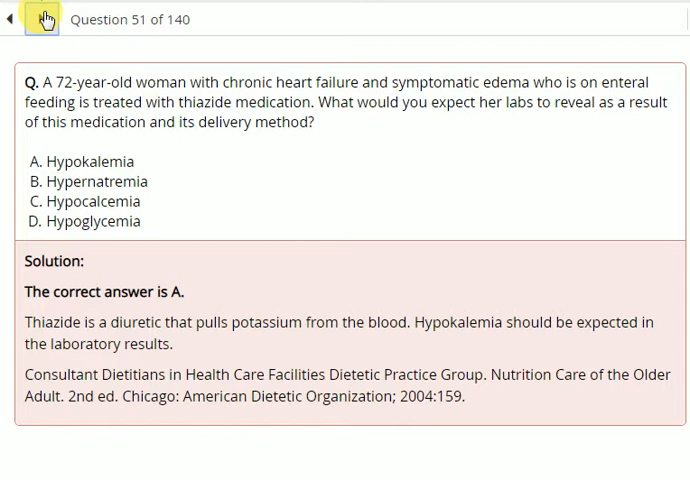 Question 51 of 140
Q. A 72-year-old woman with chronic heart failure and symptomatic edema who is on enteral
feeding is treated with thiazide medication. What would you expect her labs to reveal as a result
of this medication and its delivery method?
A. Hypokalemia
B. Hypernatremia
C. Hypocalcemia
D. Hypoglycemia
Solution:
The correct answer is A.
Thiazide is a diuretic that pulls potassium from the blood. Hypokalemia should be expected in
the laboratory results.
Consultant Dietitians in Health Care Facilities Dietetic Practice Group. Nutrition Care of the Older
Adult. 2nd ed. Chicago: American Dietetic Organization; 2004:159.